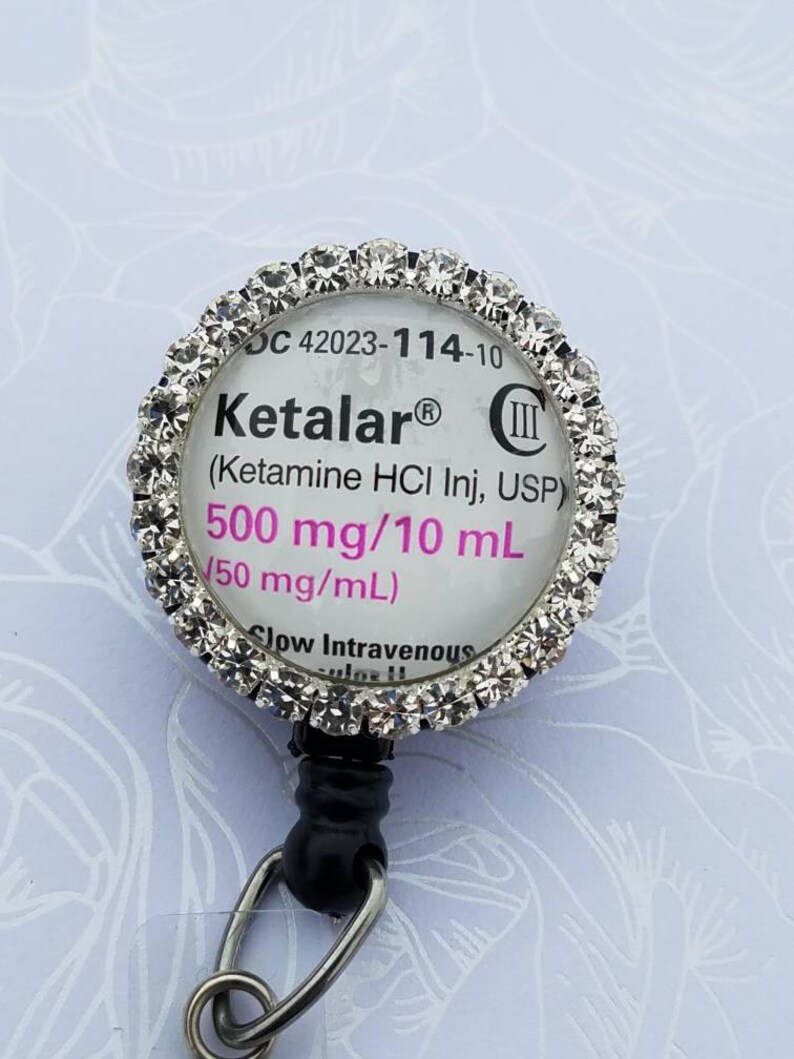 DC 42023-114-10
Ketalar®
CIII
(Ketamine HCl Inj, USP)
500 mg/10 mL
(50 mg/mL)
Slow Intravenous